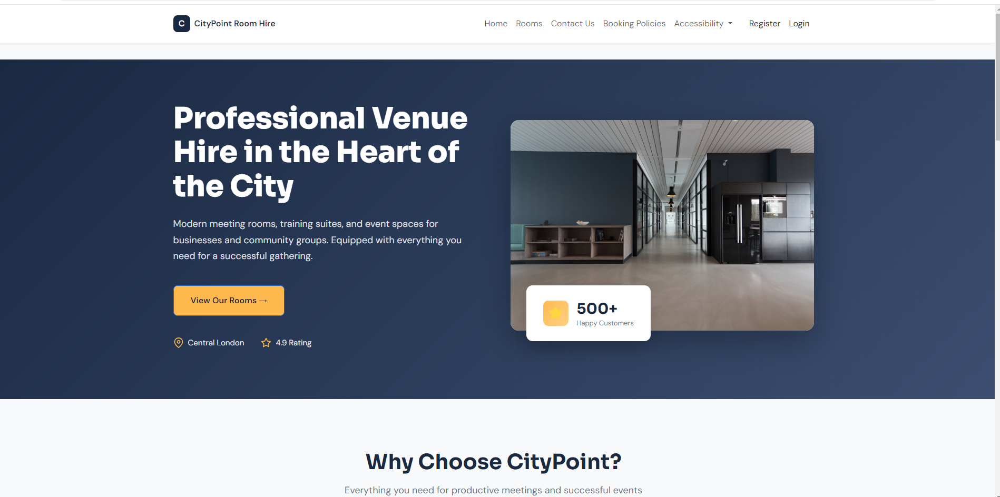 C CityPoint Room Hire
Home Rooms Contact Us Booking Policies Accessibility Register Login
Professional Venue
Hire in the Heart of
the City
Modern meeting rooms, training suites, and event spaces for
businesses and community groups. Equipped with everything you
need for a successful gathering.
View Our Rooms →
Central London 4.9 Rating
500+
Happy Customers
Why Choose CityPoint?
Everything you need for productive meetings and successful events